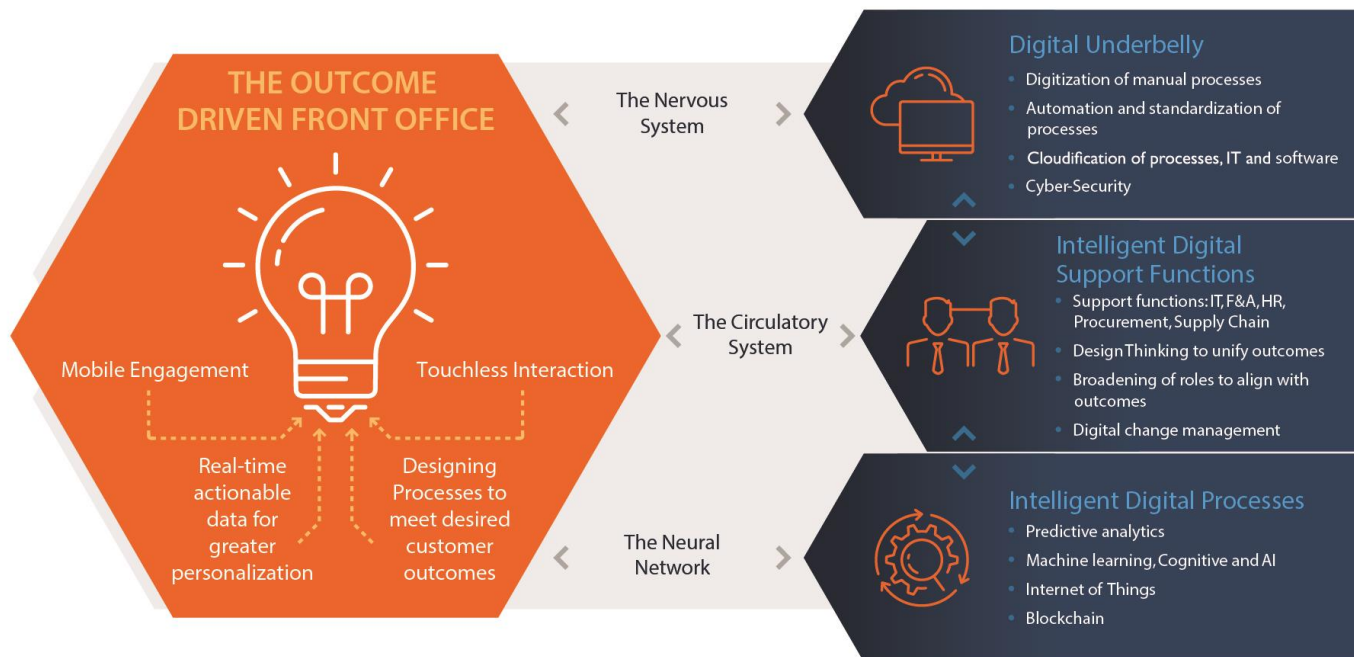 THE OUTCOME
DRIVEN FRONT OFFICE
Mobile Engagement
Touchless Interaction
Real-time
actionable
data for
greater
personalization
Designing
Processes to
meet desired
customer
outcomes
The Nervous
System
The Circulatory
System
The Neural
Network
Digital Underbelly
• Digitization of manual processes
• Automation and standardization of
processes
• Cloudification of processes, IT and software
• Cyber-Security
Intelligent Digital
Support Functions
• Support functions: IT, F&A, HR,
Procurement, Supply Chain
• Design Thinking to unify outcomes
• Broadening of roles to align with
outcomes
• Digital change management
Intelligent Digital Processes
• Predictive analytics
• Machine learning, Cognitive and AI
• Internet of Things
• Blockchain